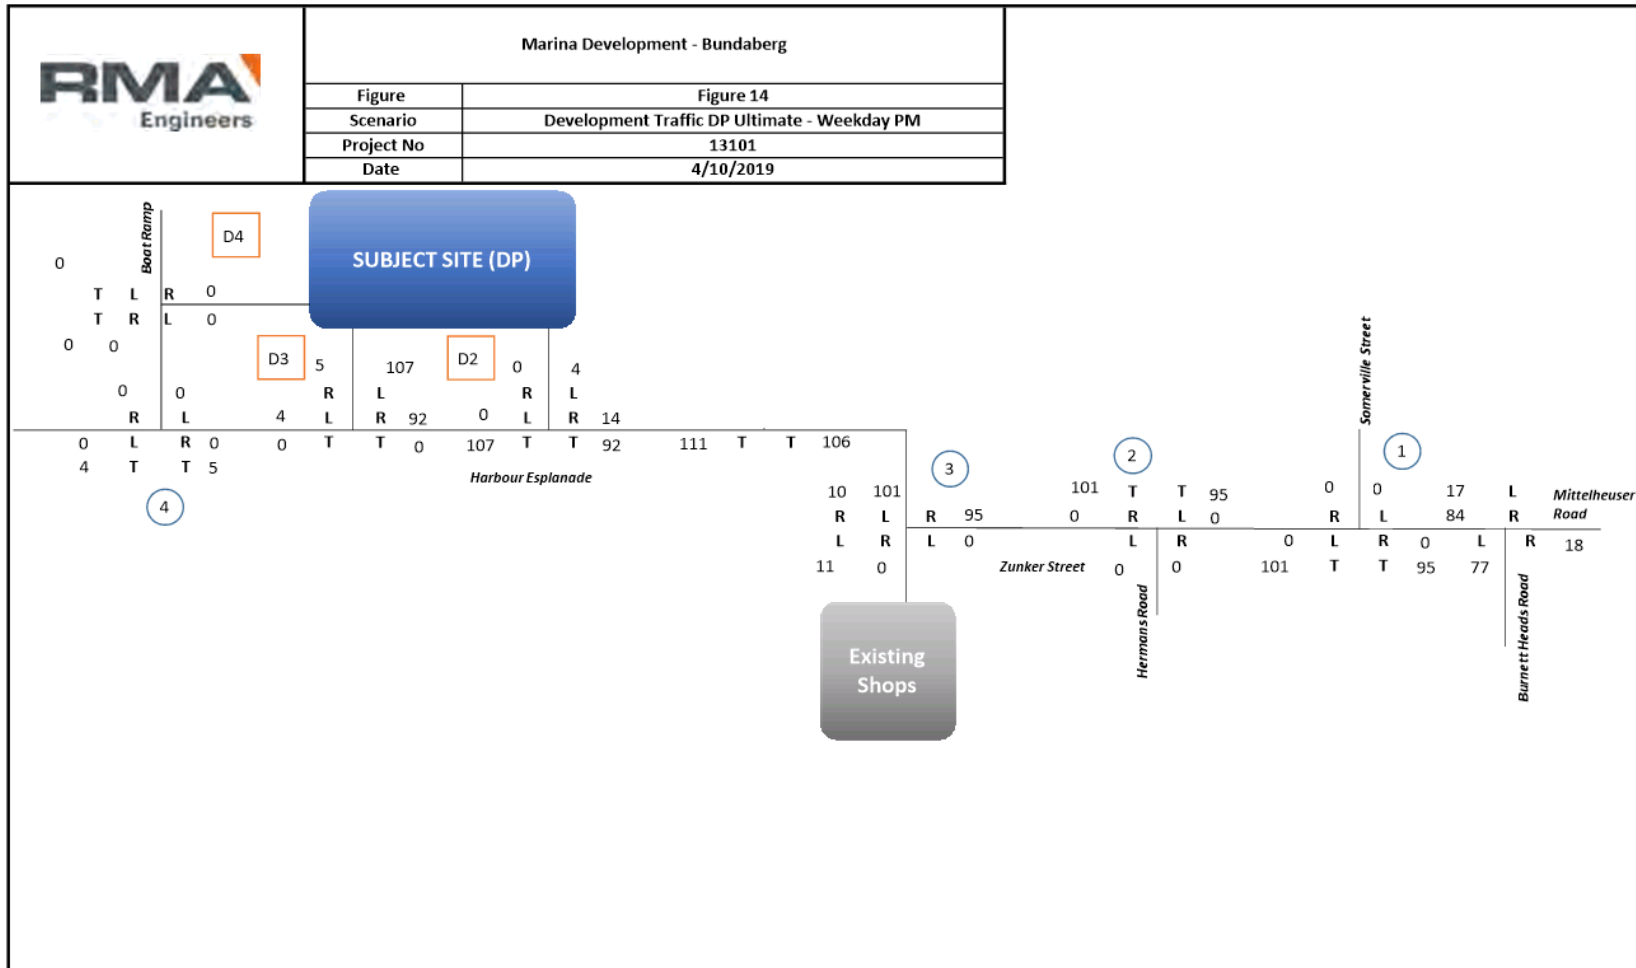 RMA
Engineers
Marina Development - Bundaberg
Figure Figure 14
Scenario Development Traffic DP Ultimate - Weekday PM
Project No 13101
Date 4/10/2019
Boat Ramp
D4
SUBJECT SITE (DP)
0
T L R 0
T R L 0
0 0
D3
D2
5 107 0 4
0 0 R L R L
R L 4 L R 92 0 L R 14
0 L R 0 0 T T 0 107 T T 92 111 T T 106
4 T T 5
Harbour Esplanade
4
Somerville Street
3 2 1
10 101 101 T T 95 0 0 17 L Mittelheuser
R L R 95 0 R L 0 R L 84 R Road
L R L 0 L R 0 L R 0 L R 18
11 0 Zunker Street 0 0 101 T T 95 77
Hermans Road
Burnett Heads Road
Existing
Shops